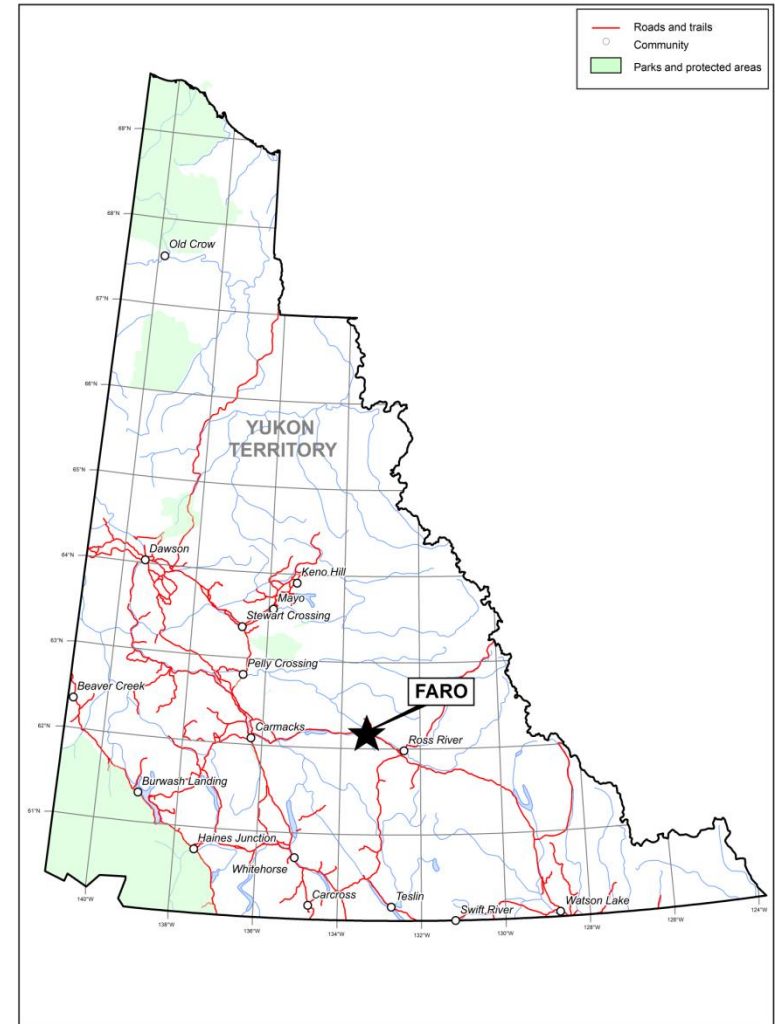 Roads and trails
Community
Parks and protected areas
69°N
68°N
Old Crow
67°N
66°N
YUKON
TERRITORY
65°N
64°N
Dawson
Keno Hill
Mayo
Stewart Crossing
63°N
Pelly Crossing
Beaver Creek
FARO
62°N
Carmacks
Ross River
Burwash Landing
61°N
Haines Junction
Whitehorse
Carcross
Teslin
Swift River
Watson Lake
140°W
138°W
136°W
134°W
132°W
130°W
128°W
126°W
124°W